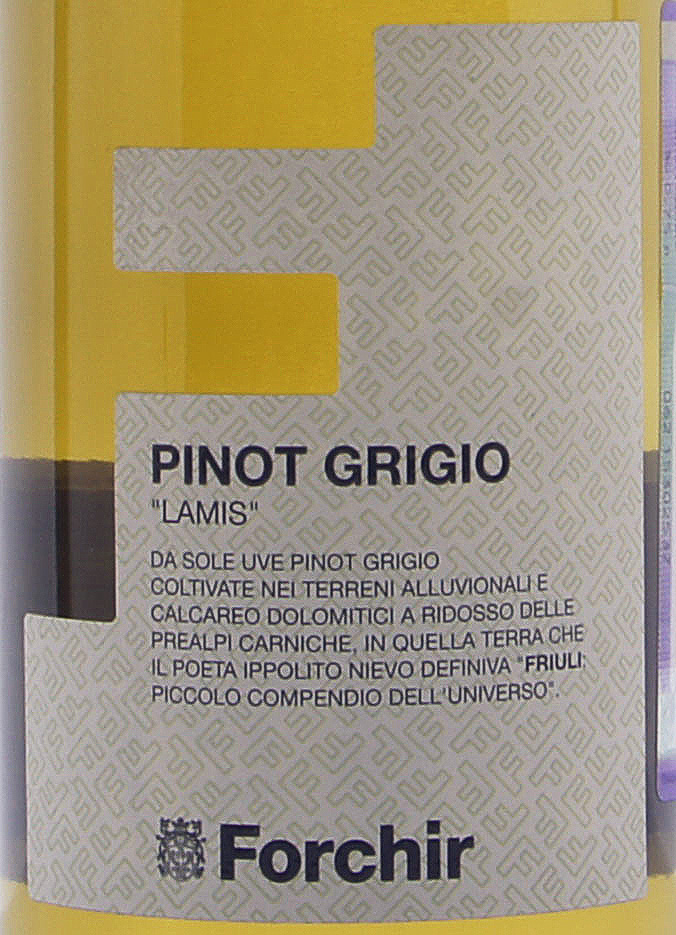 PINOT GRIGIO
"LAMIS"
DA SOLE UVE PINOT GRIGIO
COLTIVATE NEI TERRENI ALLUVIONALI E
CALCAREO DOLOMITICI A RIDOSSO DELLE
PREALPI CARNICHE, IN QUELLA TERRA CHE
IL POETA IPPOLITO NIEVO DEFINIVA "FRIULI:
PICCOLO COMPENDIO DELL'UNIVERSO".
Forchir